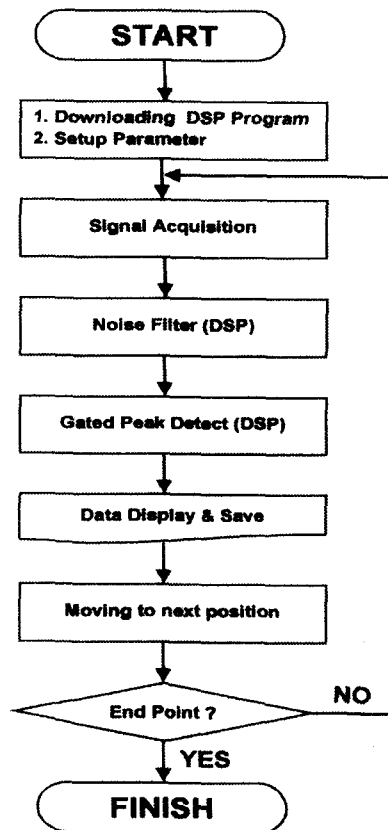 START
1. Downloading DSP Program
2. Setup Parameter
Signal Acquisition
Noise Filter (DSP)
Gated Peak Detect (DSP)
Data Display & Save
Moving to next position
End Point ?
NO
YES
FINISH